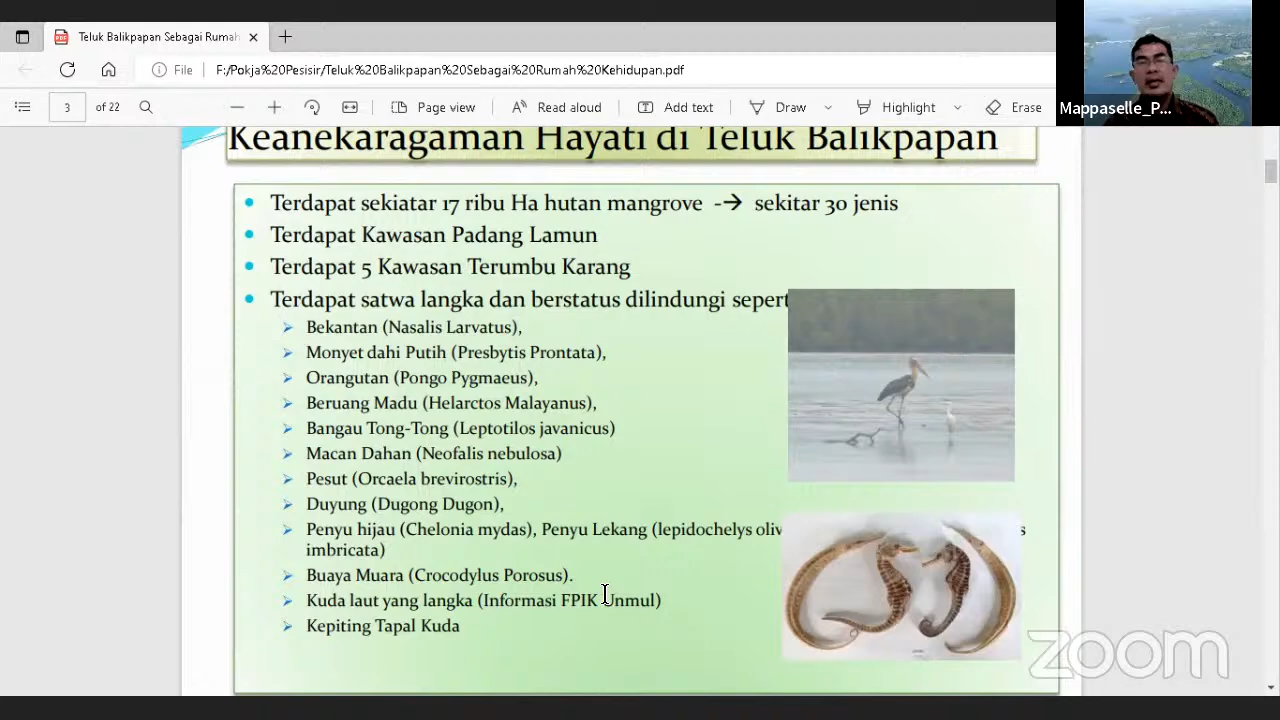 Teluk Balikpapan Sebagai Rumah
File F:/Pokja%20Pesisir/Teluk%20Balikpapan%20Sebagai%20Rumah%20Kehidupan.pdf
Mappaselle_P...
3 of 22 Page view Read aloud Add text Draw Highlight Erase
Keanekaragaman Hayati di Teluk Balikpapan
Terdapat sekiatar 17 ribu Ha hutan mangrove -→ sekitar 30 jenis
Terdapat Kawasan Padang Lamun
Terdapat 5 Kawasan Terumbu Karang
Terdapat satwa langka dan berstatus dilindungi sepert
Bekantan (Nasalis Larvatus),
Monyet dahi Putih (Presbytis Prontata),
Orangutan (Pongo Pygmaeus),
Beruang Madu (Helarctos Malayanus),
Bangau Tong-Tong (Leptotilos javanicus)
Macan Dahan (Neofalis nebulosa)
Pesut (Orcaela brevirostris),
Duyung (Dugong Dugon),
Penyu hijau (Chelonia mydas), Penyu Lekang (lepidochelys oliv
imbricata)
Buaya Muara (Crocodylus Porosus).
Kuda laut yang langka (Informasi FPIK Unmul)
Kepiting Tapal Kuda
zoom